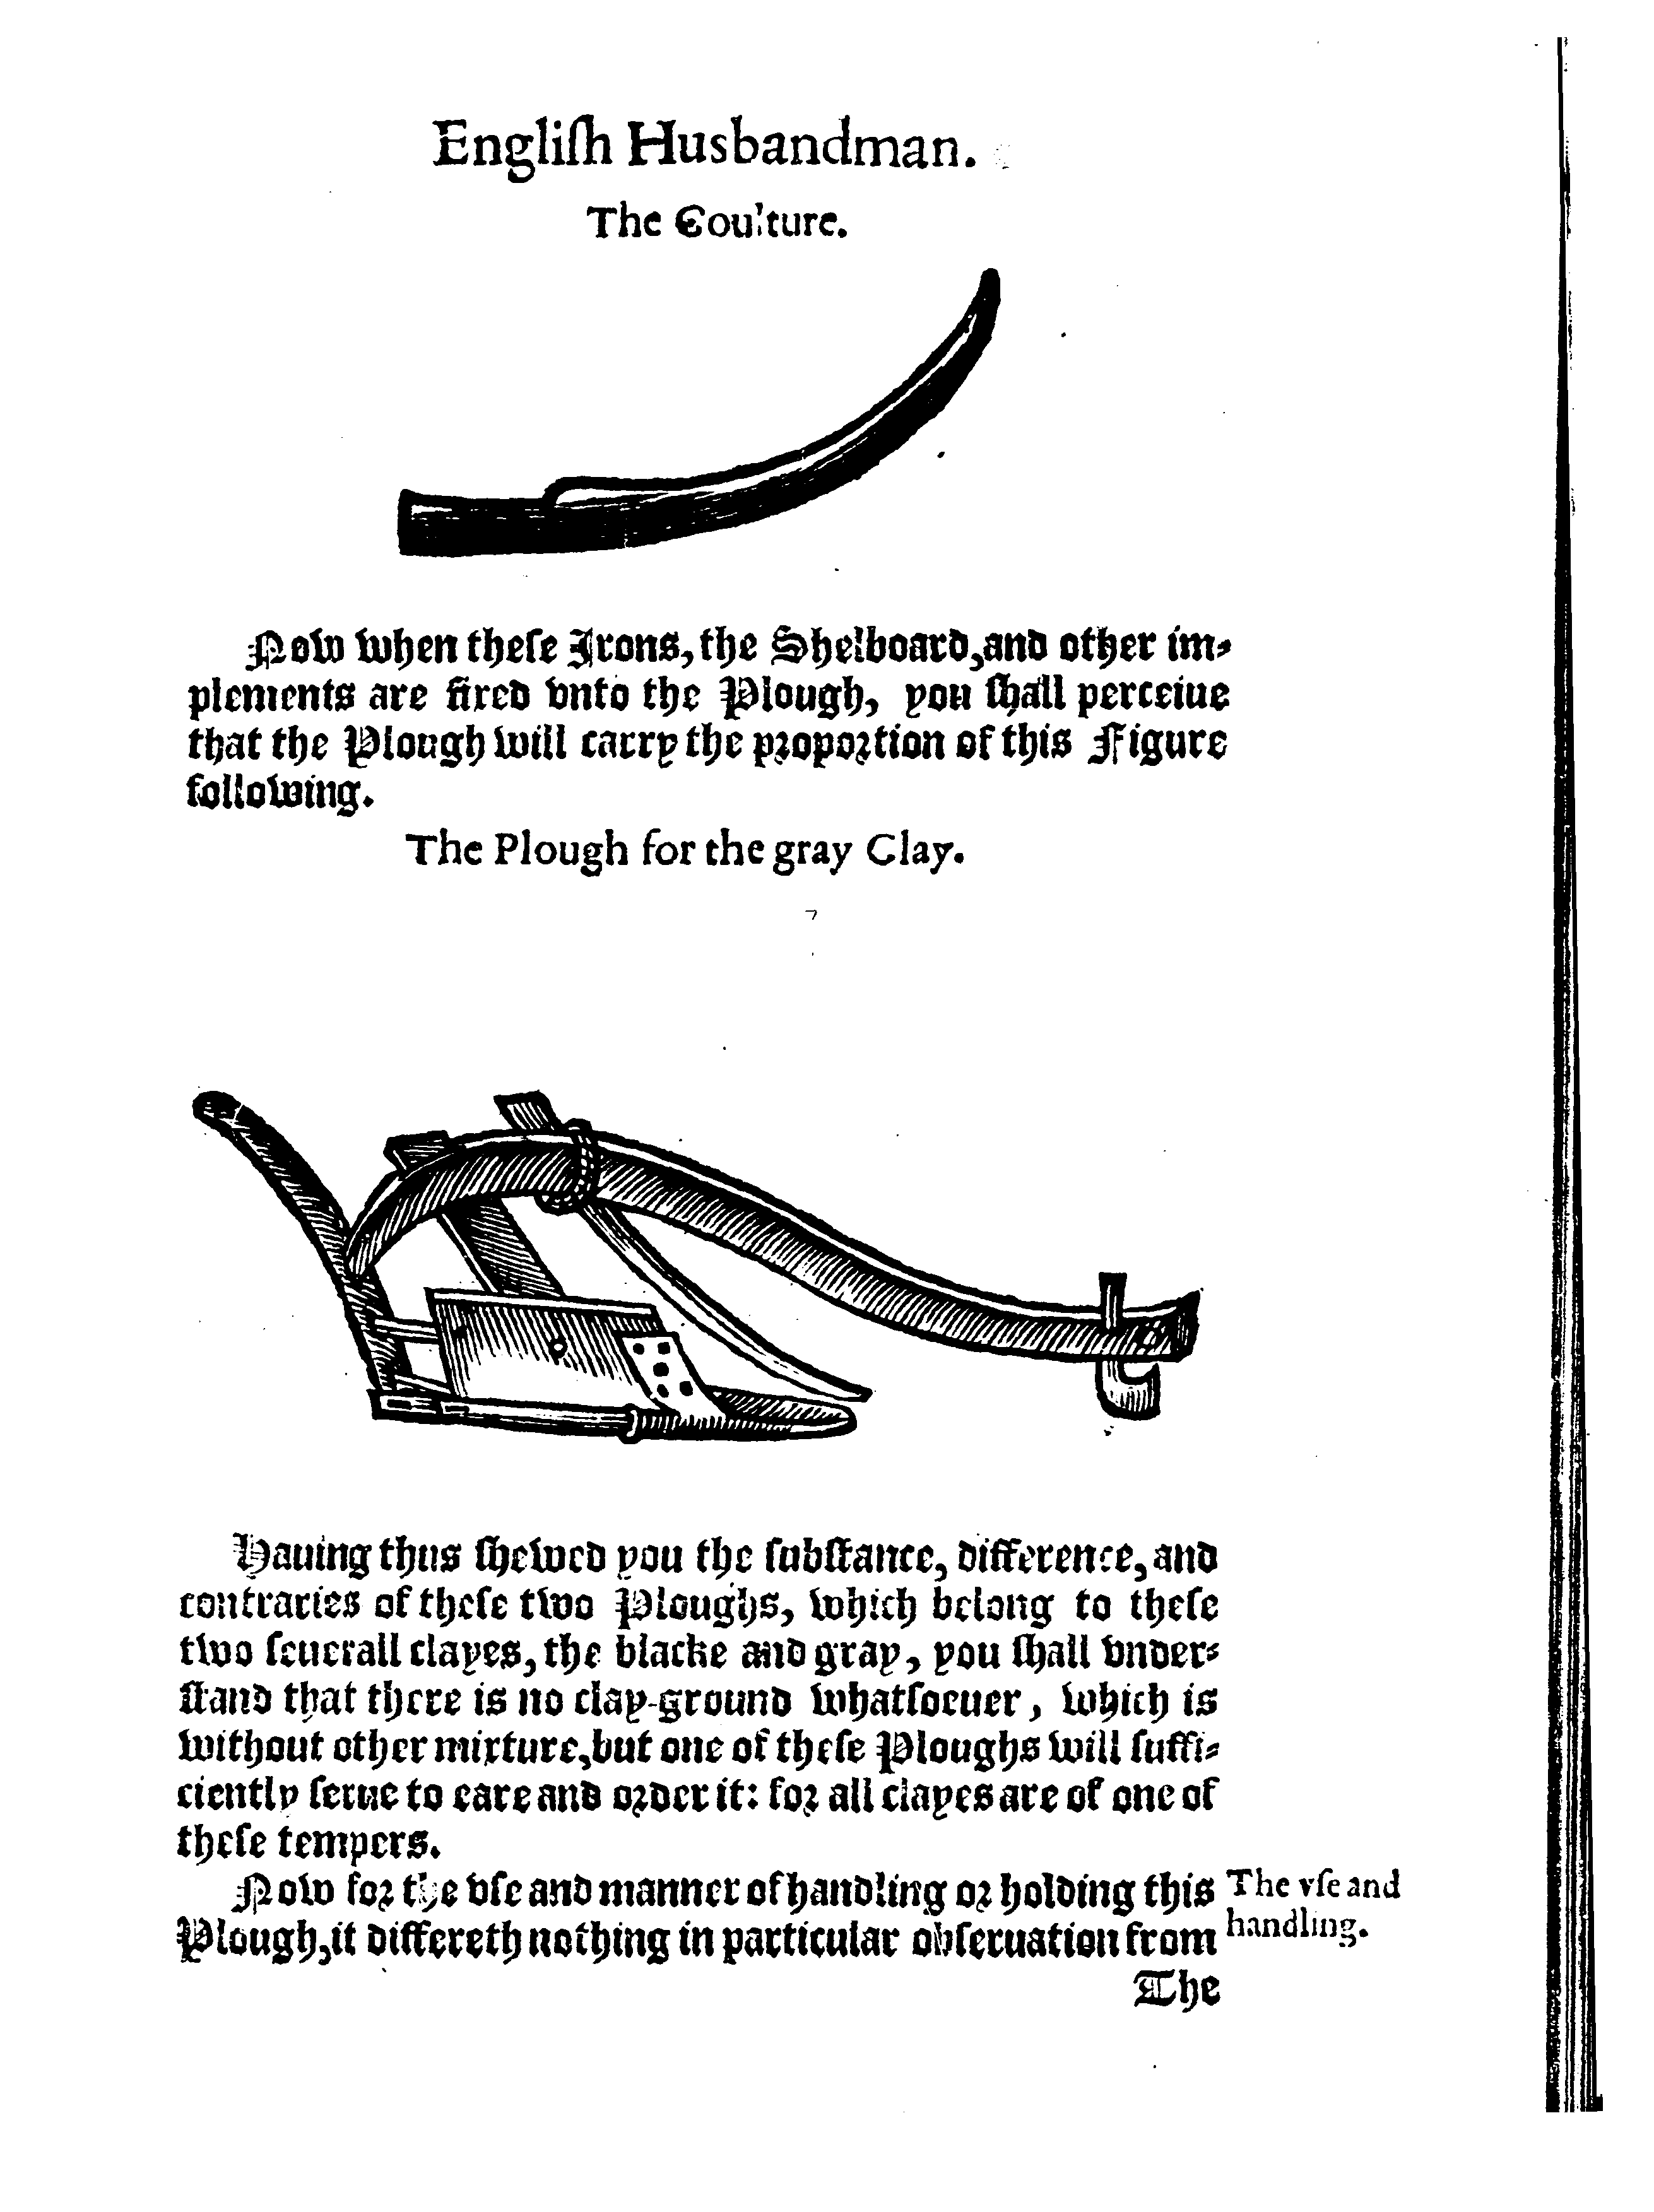 Engliſh Husbandman.
The Coulture.
Now when theſe Irons, the Shelboard, and other im-
plements are fixed vnto the Plough, you ſhall perceiue
that the Plough will carry the proportion of this Figure
following.
The Plough for the gray Clay.
Hauing thus ſhewed you the ſubſtance, difference, and
contraries of theſe two Ploughs, which belong to theſe
two ſeuerall clayes, the blacke and gray, you ſhall vnder-
ſtand that there is no clay-ground whatſoeuer, which is
without other mixture, but one of theſe Ploughs will ſuffi-
ciently ſerue to eare and order it: for all clayes are of one of
theſe tempers.
Now for the vſe and manner of handling or holding this
The vſe and
handling.
Plough, it differeth nothing in particular obſeruation from
The